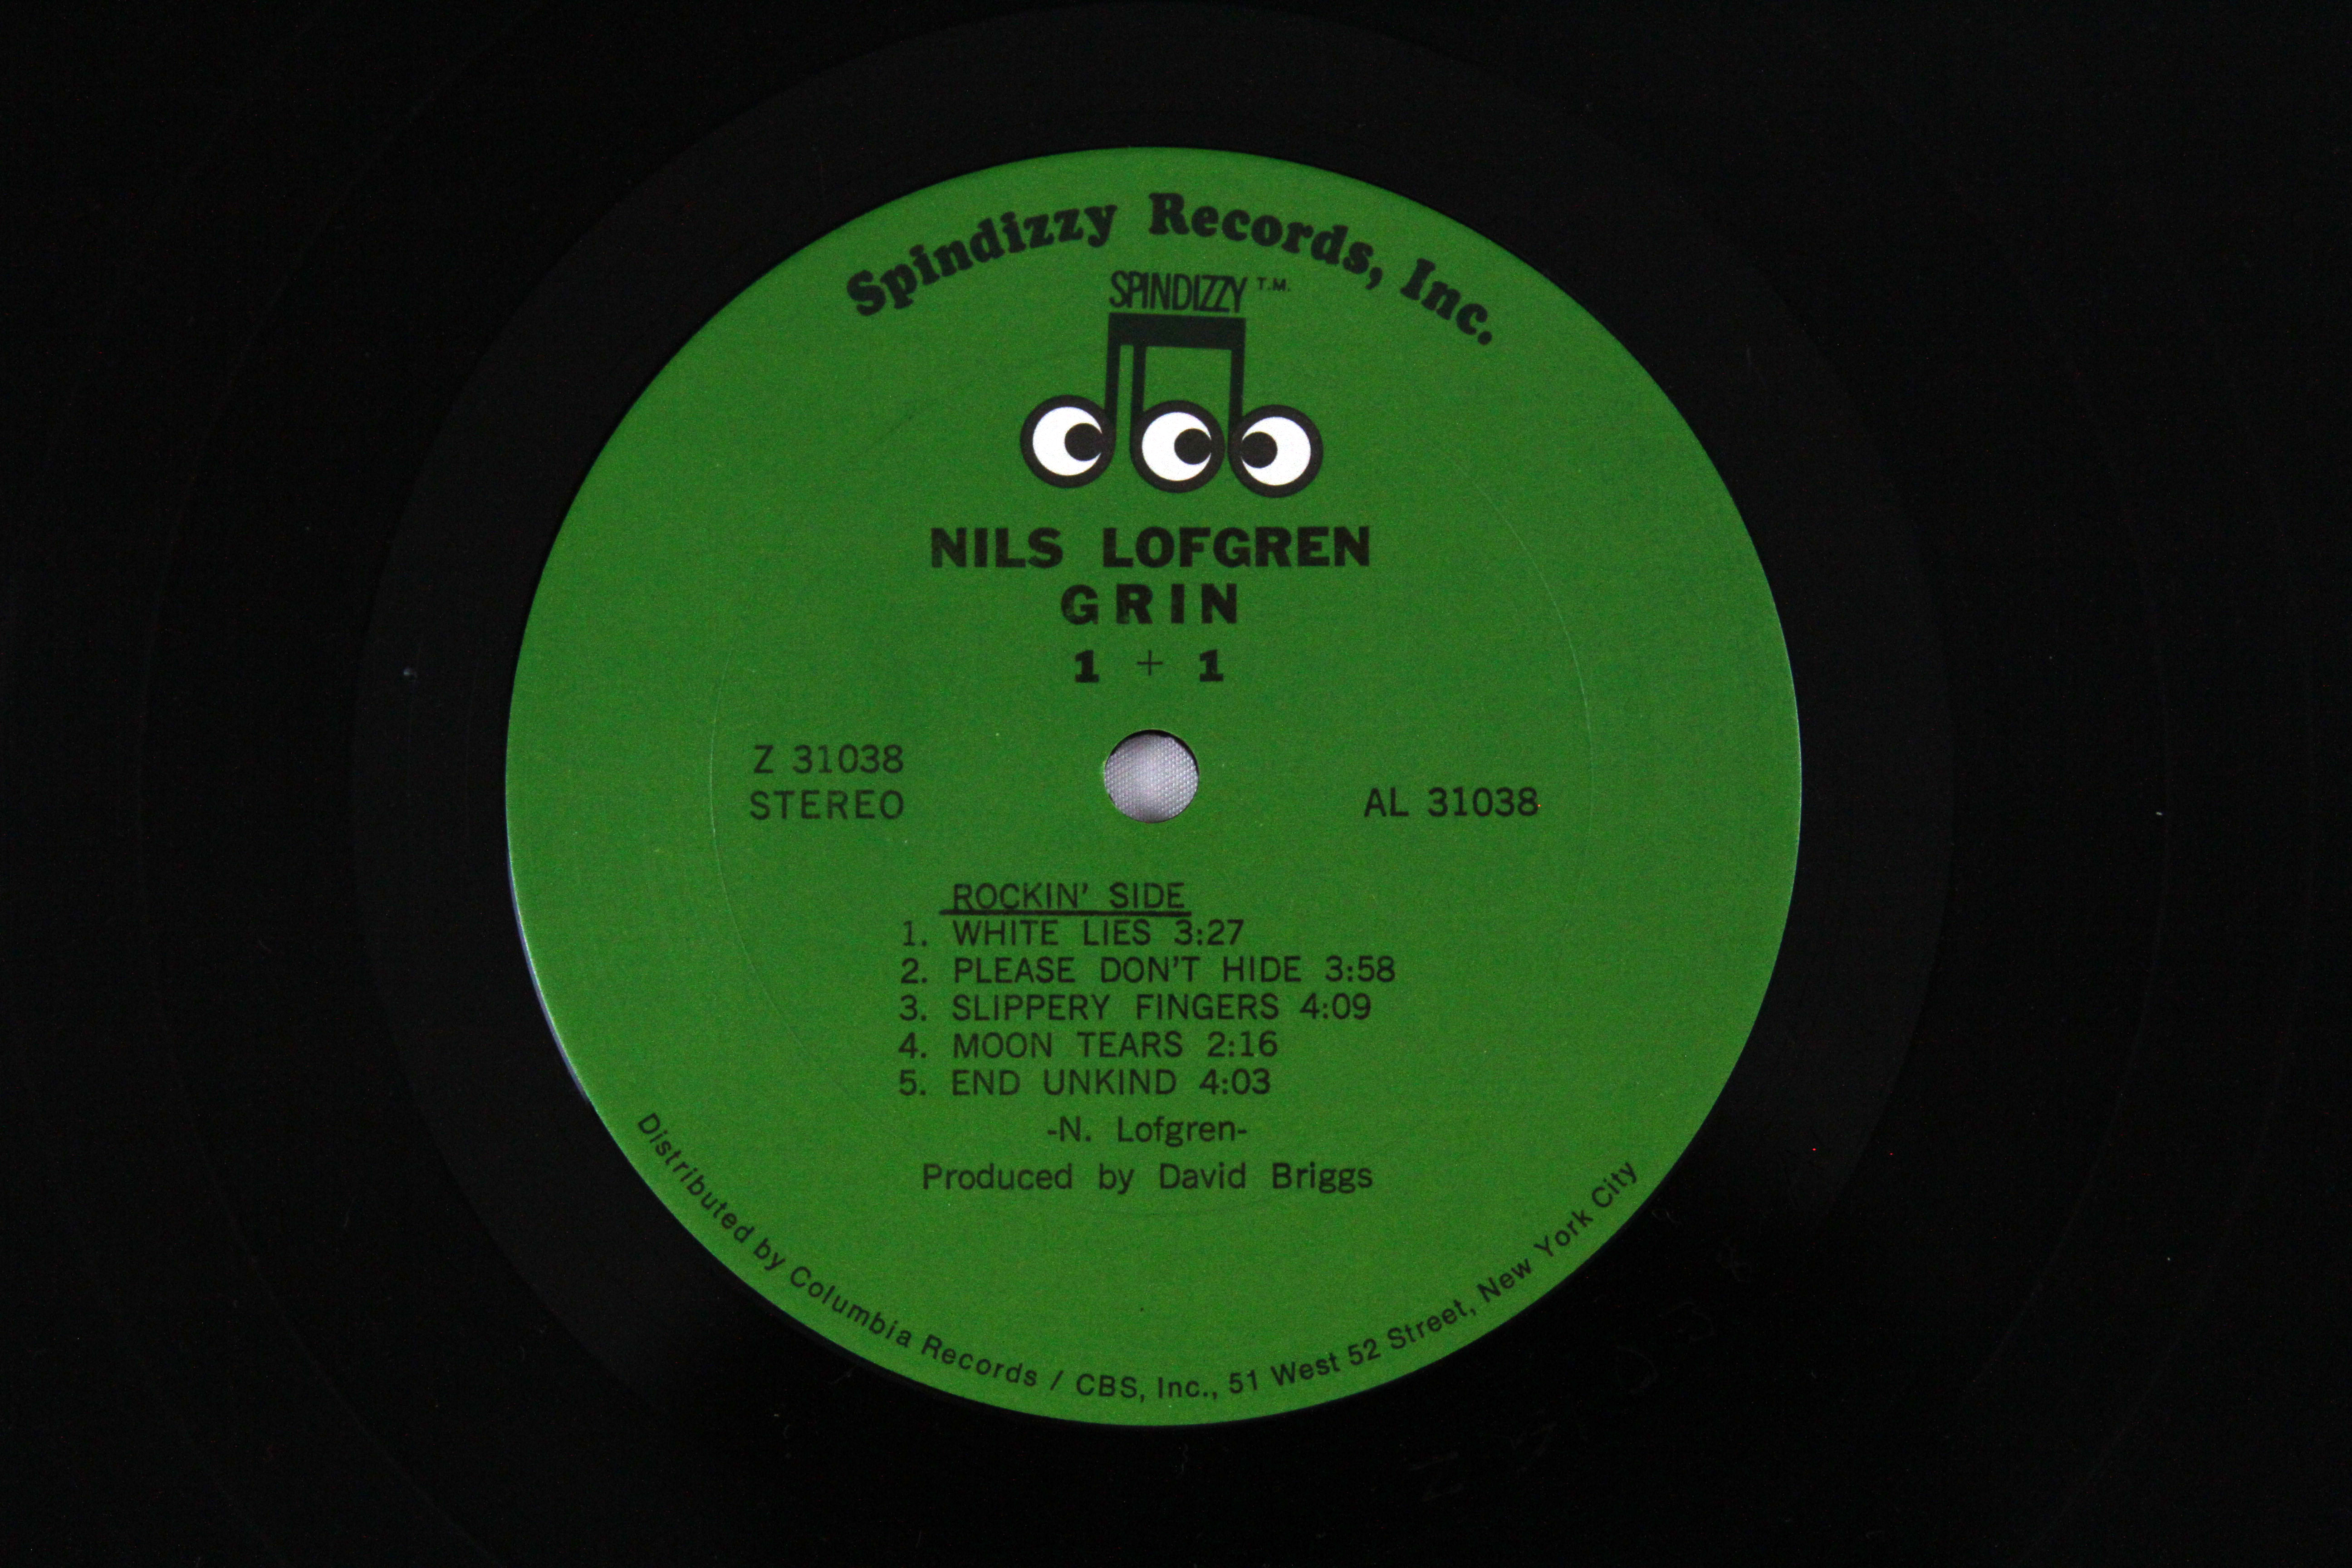 Spindizzy Records, Inc.
SPINDIZZY T.M.
NILS LOFGREN
GRIN
1 + 1
Z 31038
STEREO
AL 31038
ROCKIN' SIDE
1. WHITE LIES 3:27
2. PLEASE DON'T HIDE 3:58
3. SLIPPERY FINGERS 4:09
4. MOON TEARS 2:16
5. END UNKIND 4:03
-N. Lofgren-
Produced by David Briggs
Distributed by Columbia Records / CBS, Inc., 51 West 52 Street, New York City